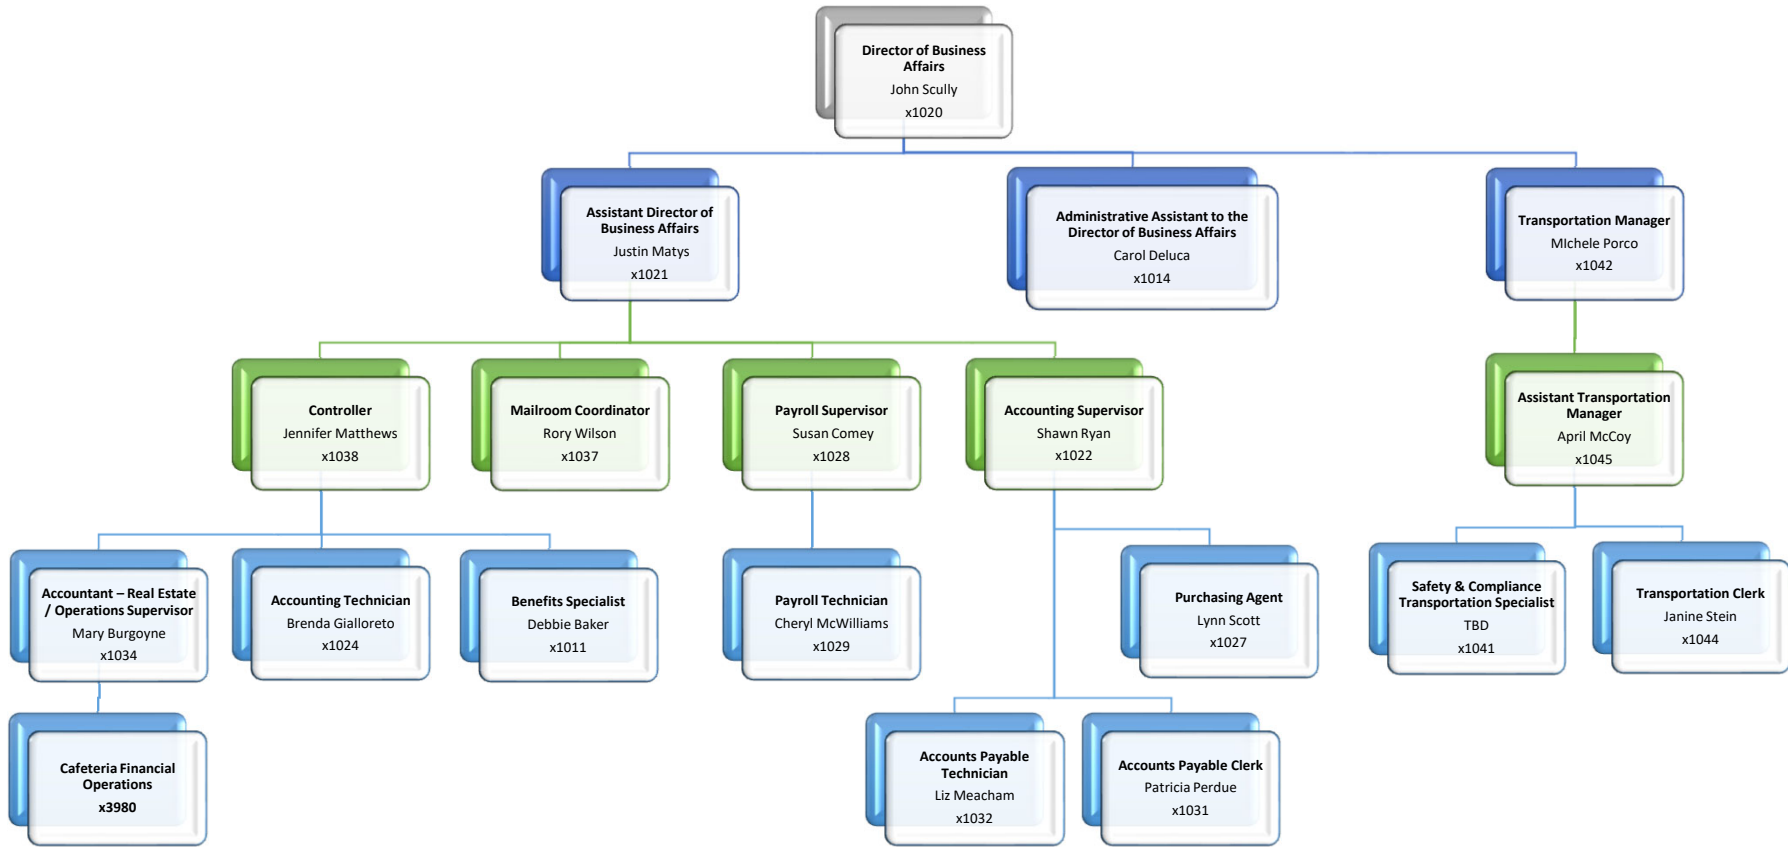 Director of Business
Affairs
John Scully
x1020
Assistant Director of
Business Affairs
Justin Matys
x1021
Administrative Assistant to the
Director of Business Affairs
Carol Deluca
x1014
Transportation Manager
MIchele Porco
x1042
Controller
Jennifer Matthews
x1038
Mailroom Coordinator
Rory Wilson
x1037
Payroll Supervisor
Susan Comey
x1028
Accounting Supervisor
Shawn Ryan
x1022
Assistant Transportation
Manager
April McCoy
x1045
Accountant – Real Estate
/ Operations Supervisor
Mary Burgoyne
x1034
Accounting Technician
Brenda Gialloreto
x1024
Benefits Specialist
Debbie Baker
x1011
Payroll Technician
Cheryl McWilliams
x1029
Purchasing Agent
Lynn Scott
x1027
Safety & Compliance
Transportation Specialist
TBD
x1041
Transportation Clerk
Janine Stein
x1044
Cafeteria Financial
Operations
x3980
Accounts Payable
Technician
Liz Meacham
x1032
Accounts Payable Clerk
Patricia Perdue
x1031